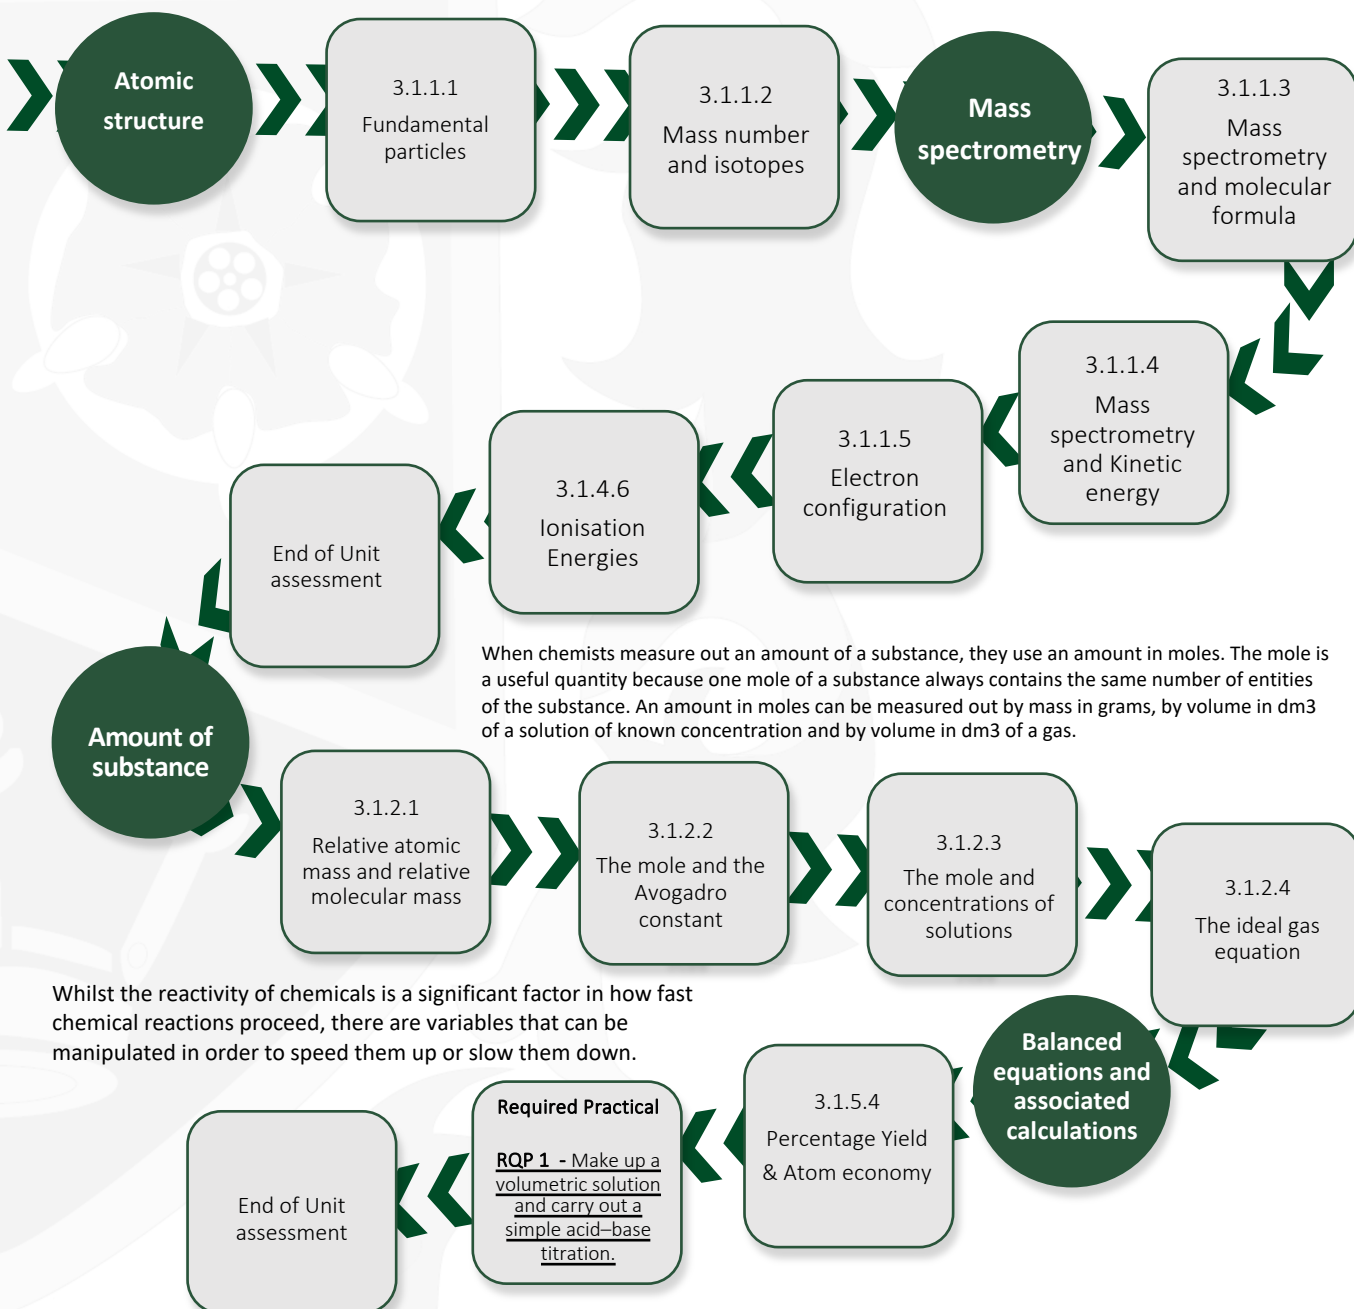 Atomic
structure
3.1.1.1
Fundamental
particles
3.1.1.2
Mass number
and isotopes
Mass
spectrometry
3.1.1.3
Mass
spectrometry
and molecular
formula
3.1.1.4
Mass
spectrometry
and Kinetic
energy
3.1.1.5
Electron
configuration
3.1.4.6
Ionisation
Energies
End of Unit
assessment
When chemists measure out an amount of a substance, they use an amount in moles. The mole is
a useful quantity because one mole of a substance always contains the same number of entities
of the substance. An amount in moles can be measured out by mass in grams, by volume in dm3
of a solution of known concentration and by volume in dm3 of a gas.
Amount of
substance
3.1.2.1
Relative atomic
mass and relative
molecular mass
3.1.2.2
The mole and the
Avogadro
constant
3.1.2.3
The mole and
concentrations of
solutions
3.1.2.4
The ideal gas
equation
Whilst the reactivity of chemicals is a significant factor in how fast
chemical reactions proceed, there are variables that can be
manipulated in order to speed them up or slow them down.
Balanced
equations and
associated
calculations
3.1.5.4
Percentage Yield
& Atom economy
Required Practical
RQP 1 - Make up a
volumetric solution
and carry out a
simple acid–base
titration.
End of Unit
assessment